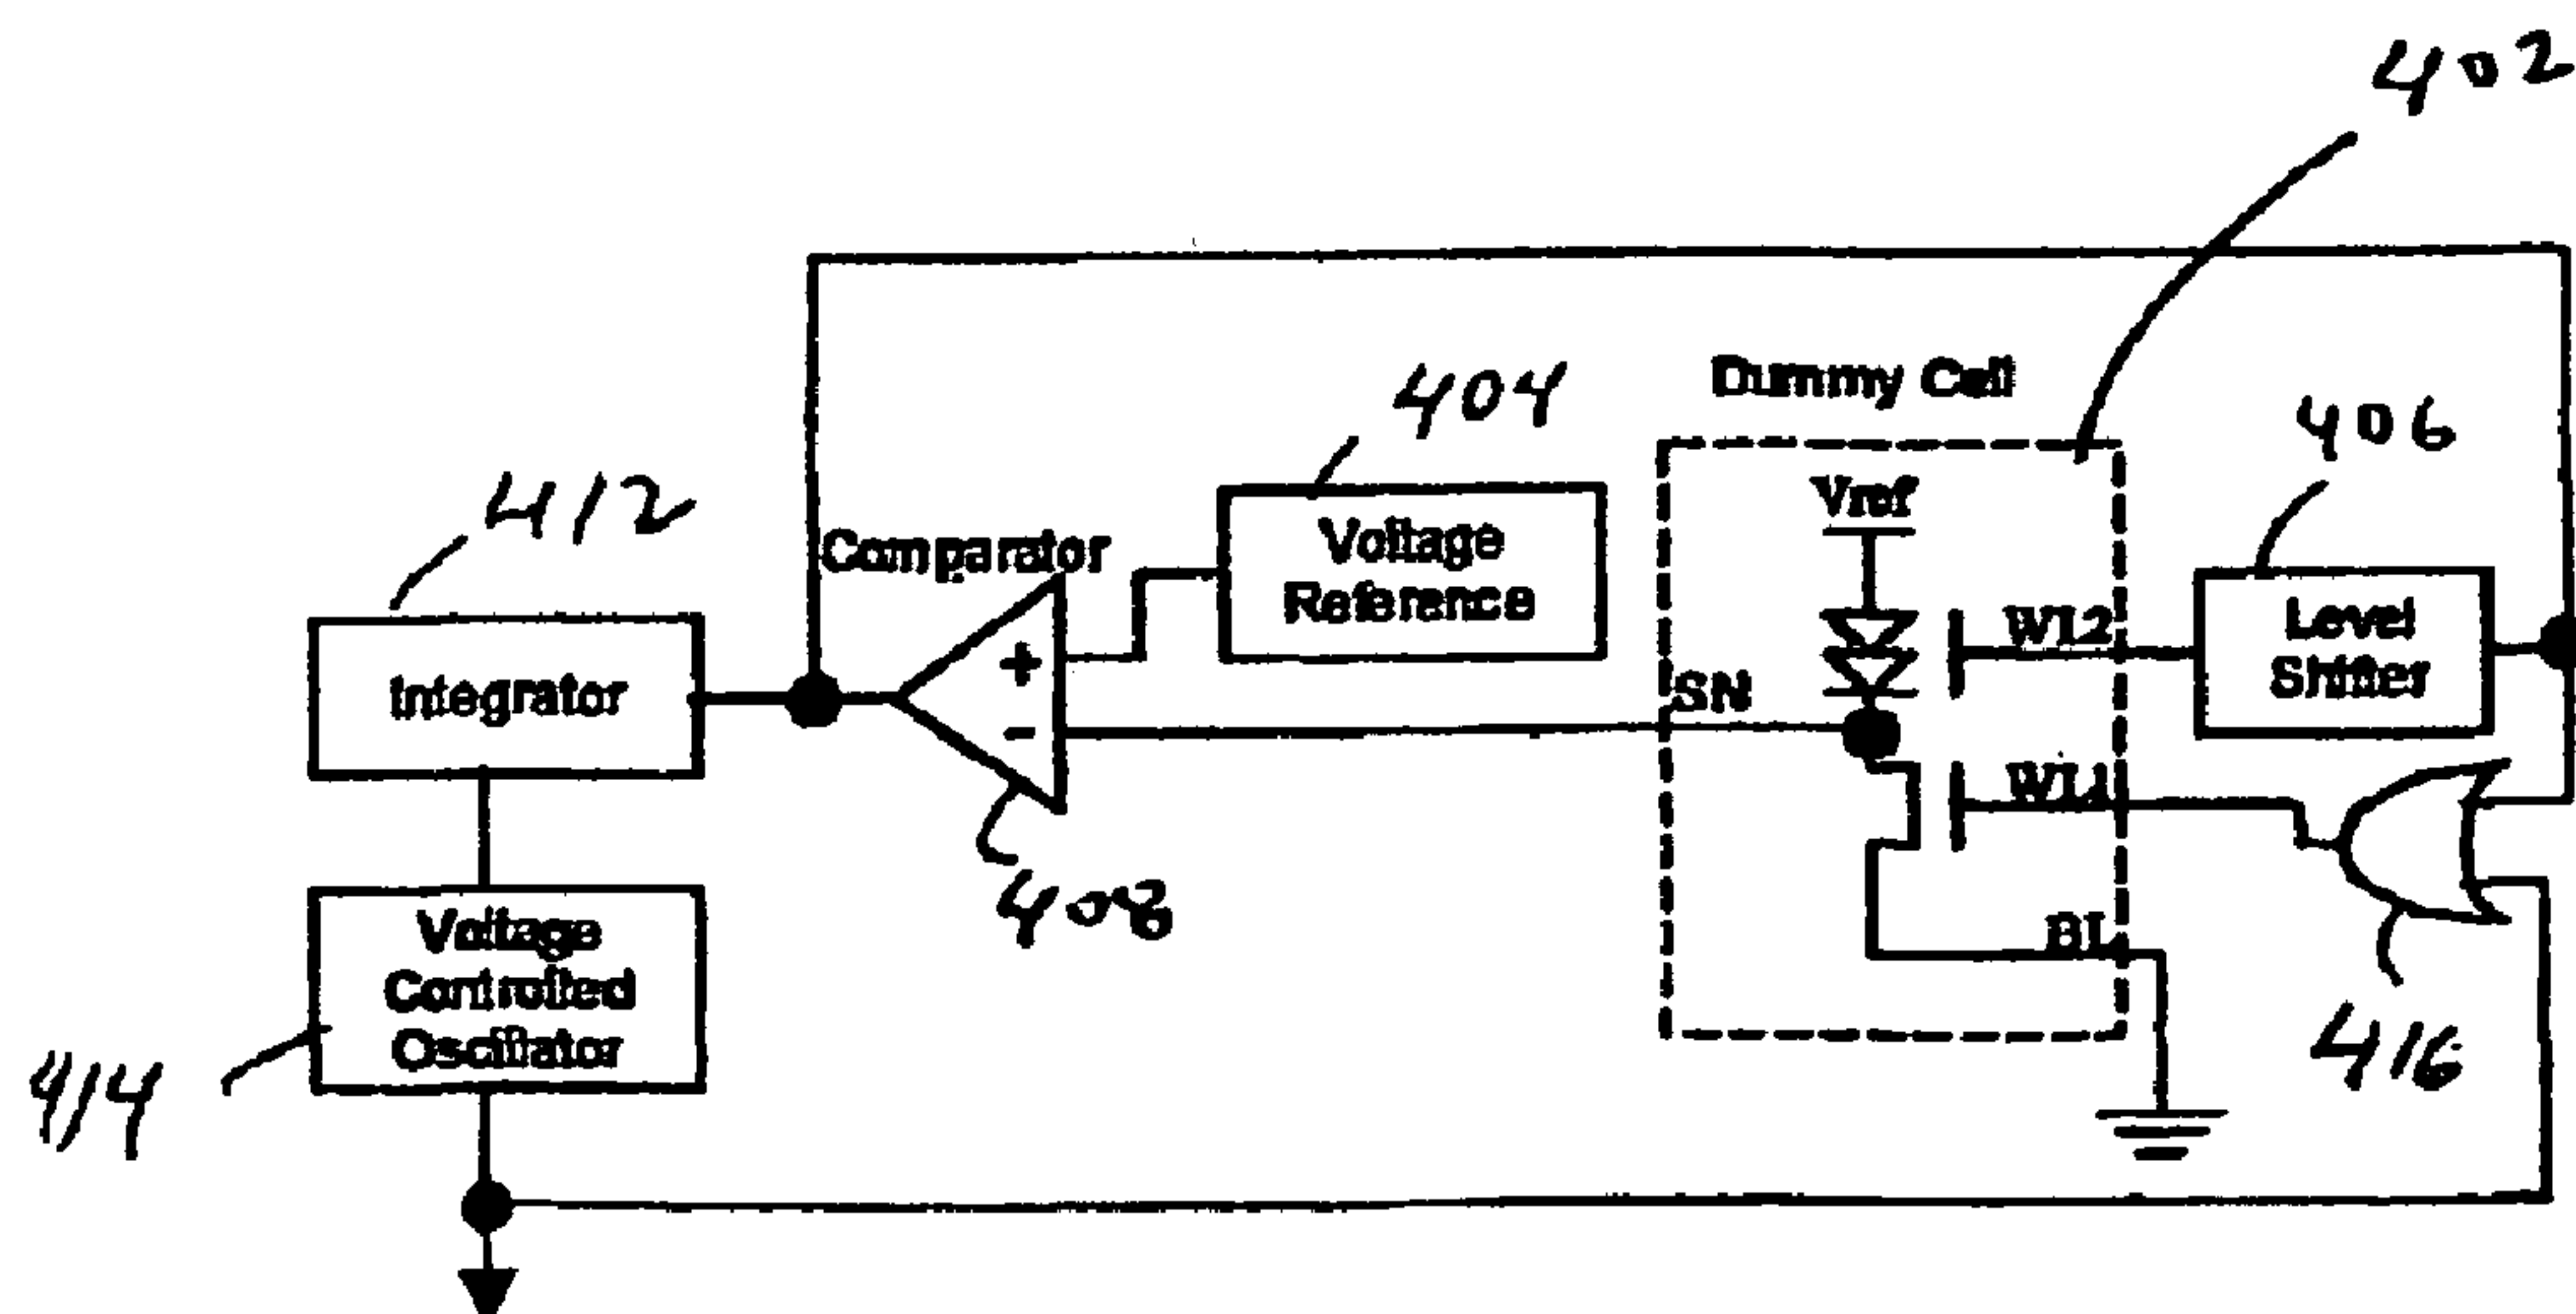 402
Dummy Cell
404
406
412
Vref
Comparator
Voltage
Reference
WL2
Level
Shifter
+
SN
Integrator
-
WL1
408
Voltage
Controlled
Oscillator
BL
416
414